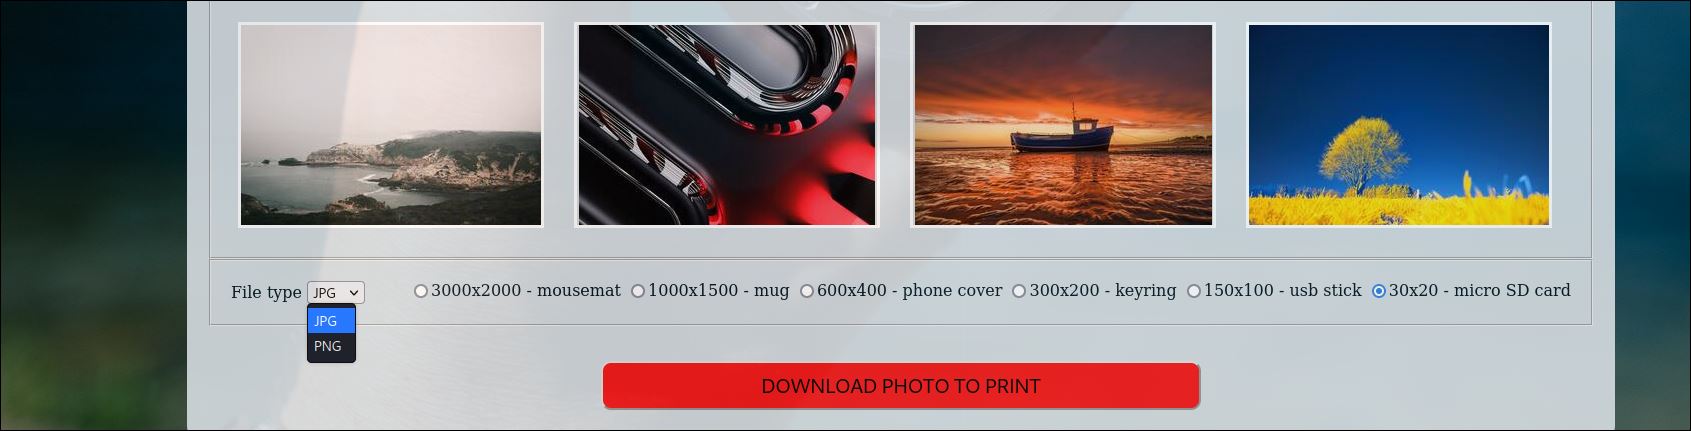 File type JPG 3000x2000 - mousemat 1000x1500 - mug 600x400 - phone cover 300x200 - keyring 150x100 - usb stick 30x20 - micro SD card
JPG
PNG
DOWNLOAD PHOTO TO PRINT